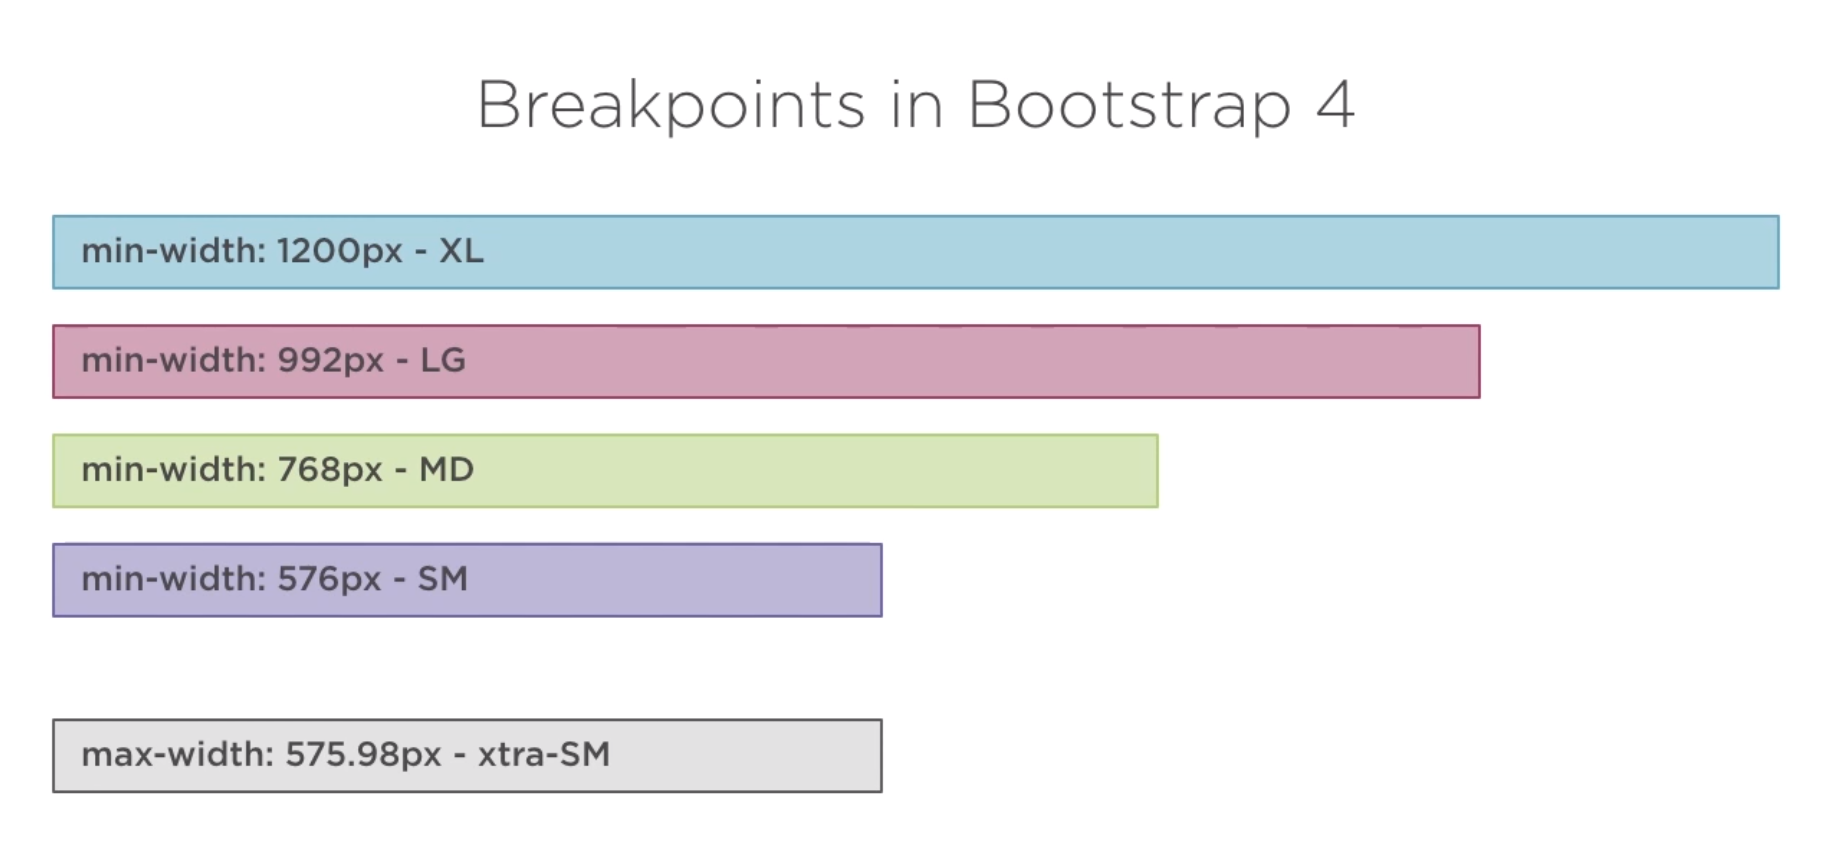 Breakpoints in Bootstrap 4
min-width: 1200px - XL
min-width: 992px - LG
min-width: 768px - MD
min-width: 576px - SM
max-width: 575.98px - xtra-SM